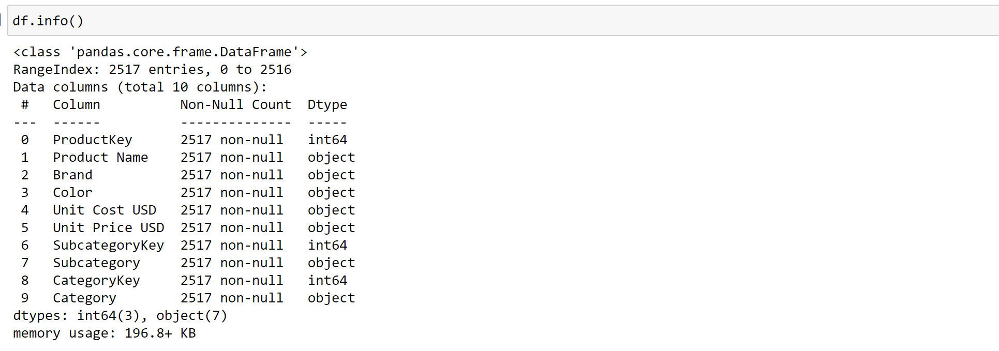 df.info()
<class 'pandas.core.frame.DataFrame'>
RangeIndex: 2517 entries, 0 to 2516
Data columns (total 10 columns):
 #   Column          Non-Null Count  Dtype
---  ------          --------------  -----
 0   ProductKey      2517 non-null   int64
 1   Product Name    2517 non-null   object
 2   Brand           2517 non-null   object
 3   Color           2517 non-null   object
 4   Unit Cost USD   2517 non-null   object
 5   Unit Price USD  2517 non-null   object
 6   SubcategoryKey  2517 non-null   int64
 7   Subcategory     2517 non-null   object
 8   CategoryKey     2517 non-null   int64
 9   Category        2517 non-null   object
dtypes: int64(3), object(7)
memory usage: 196.8+ KB